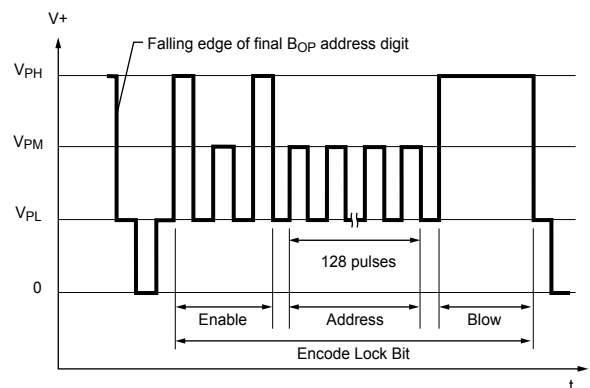 V+
Falling edge of final BOP address digit
VPH
VPM
VPL
128 pulses
0
Enable
Address
Blow
Encode Lock Bit
t